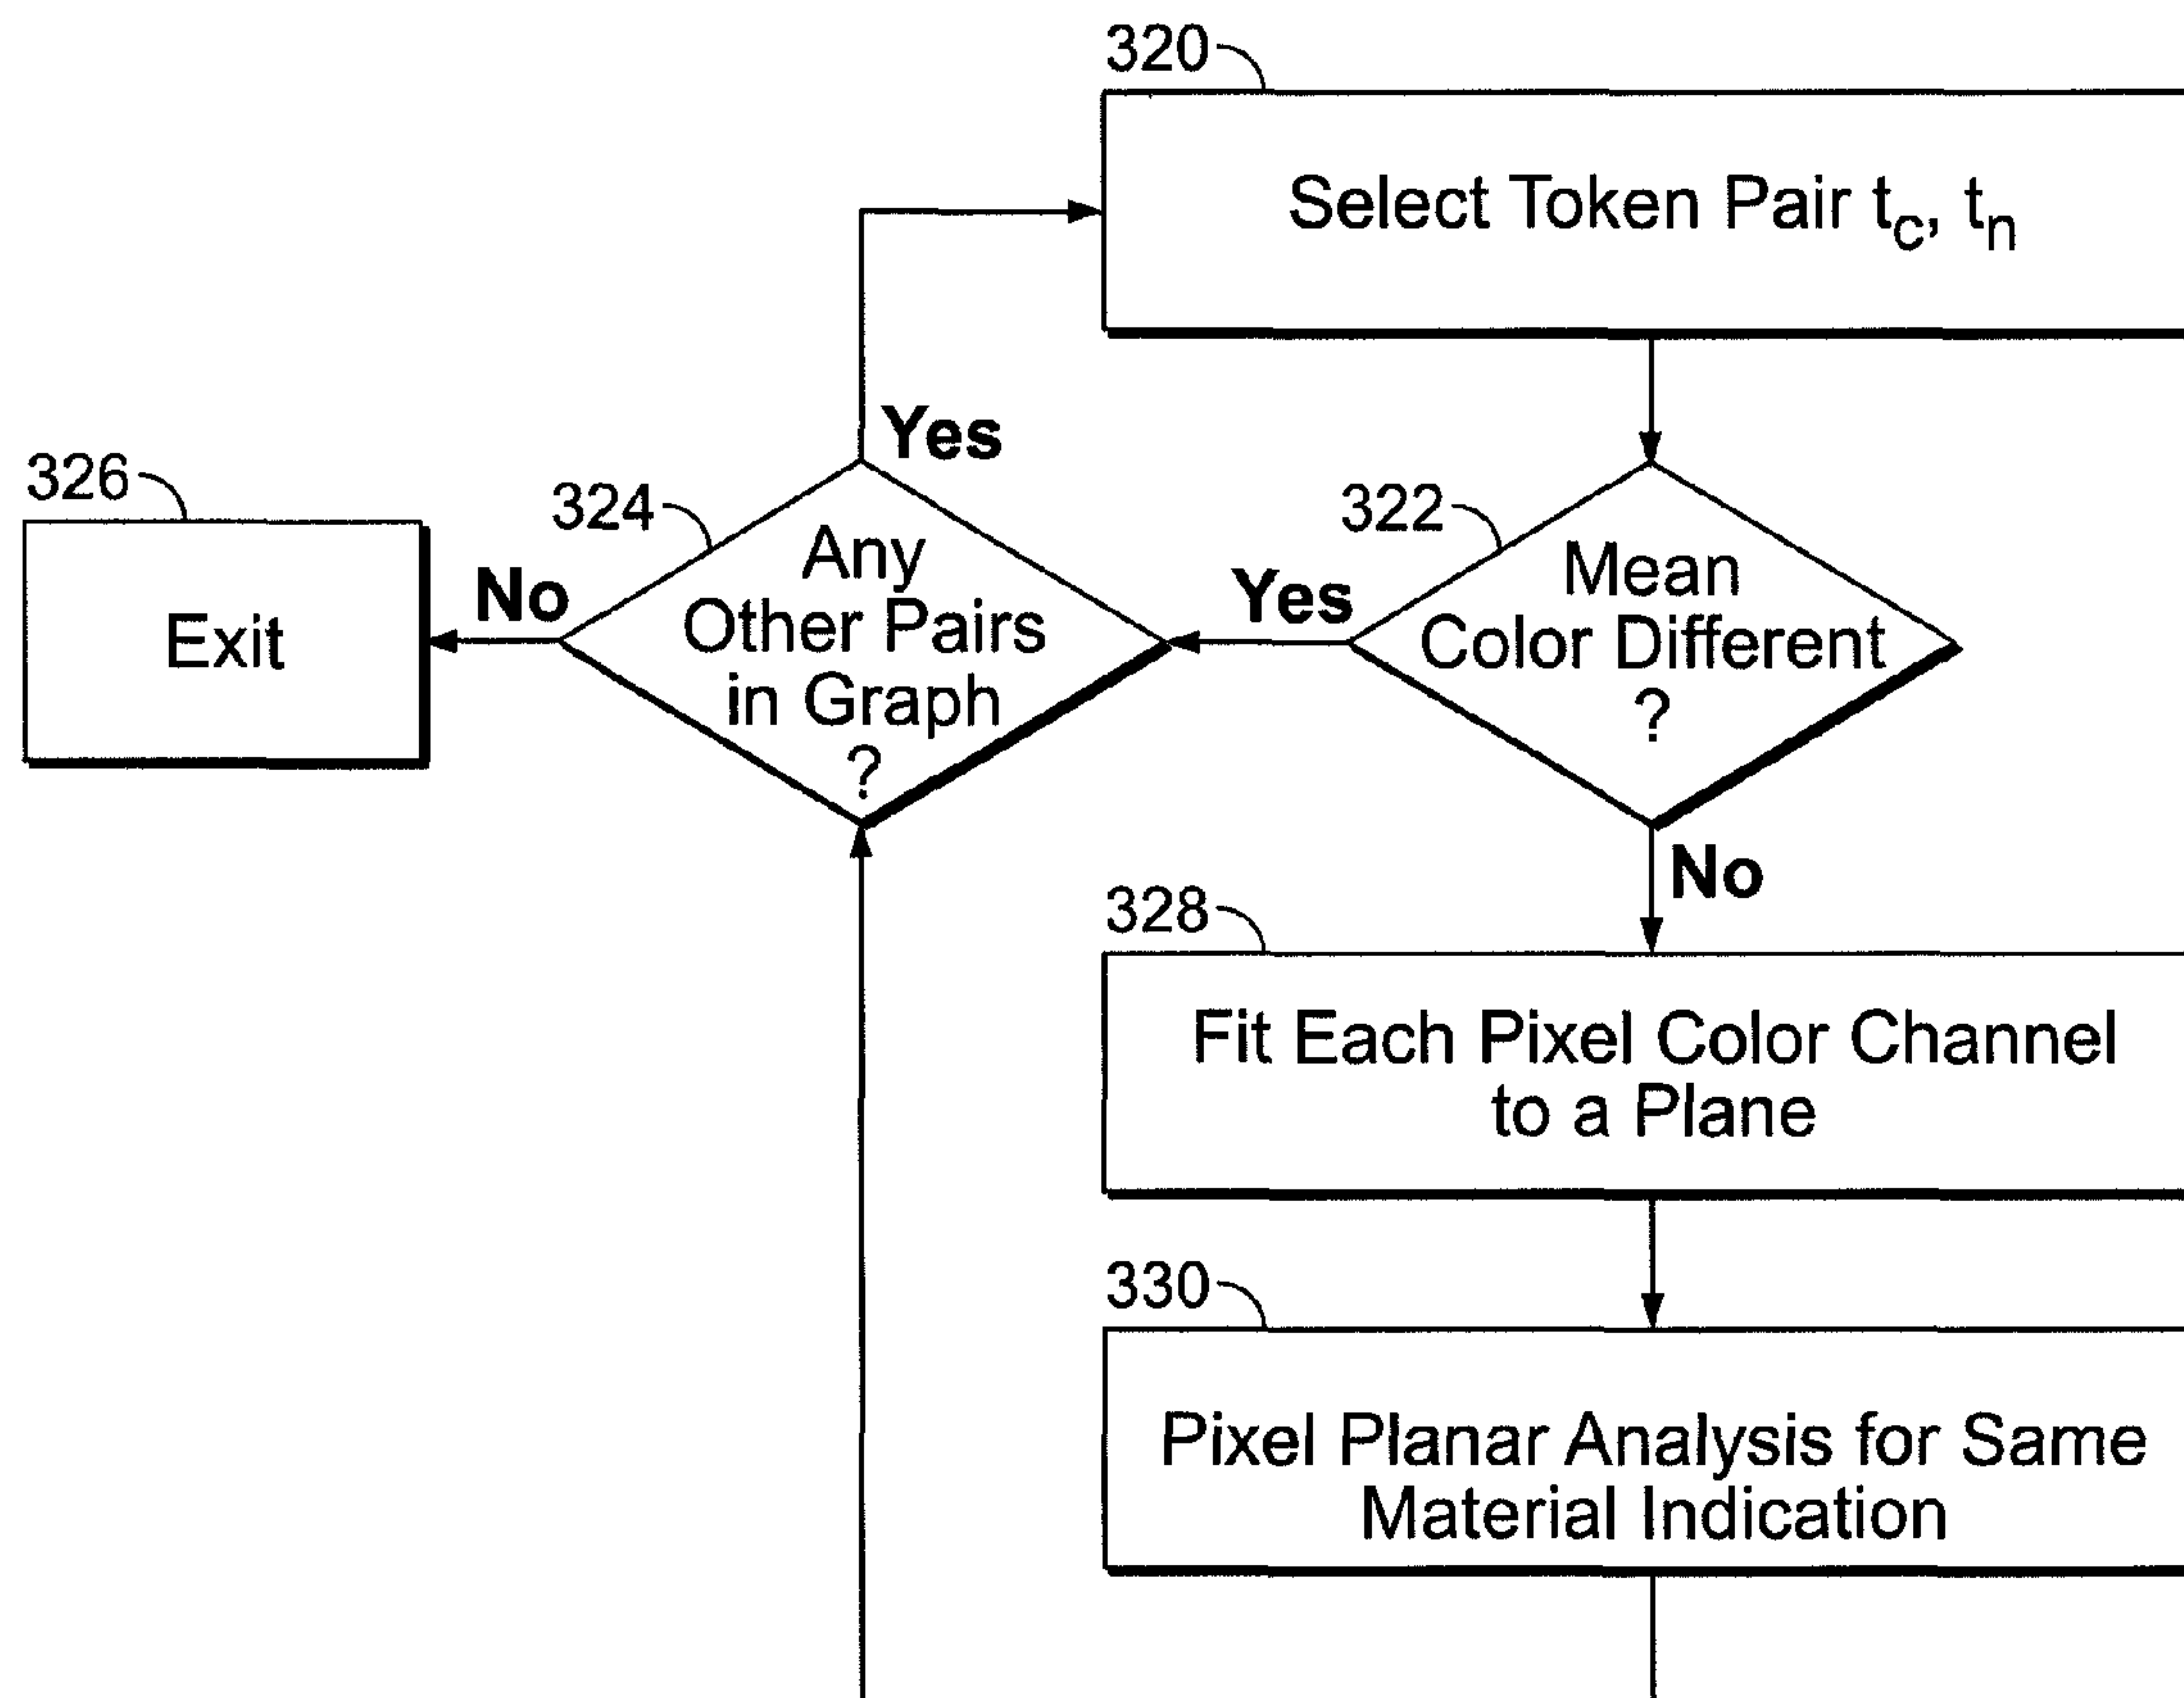 320
Select Token Pair tc, tn
Yes
326
324
322
Exit
No
Any
Other Pairs
in Graph
?
Yes
Mean
Color Different
?
No
328
Fit Each Pixel Color Channel
to a Plane
330
Pixel Planar Analysis for Same
Material Indication